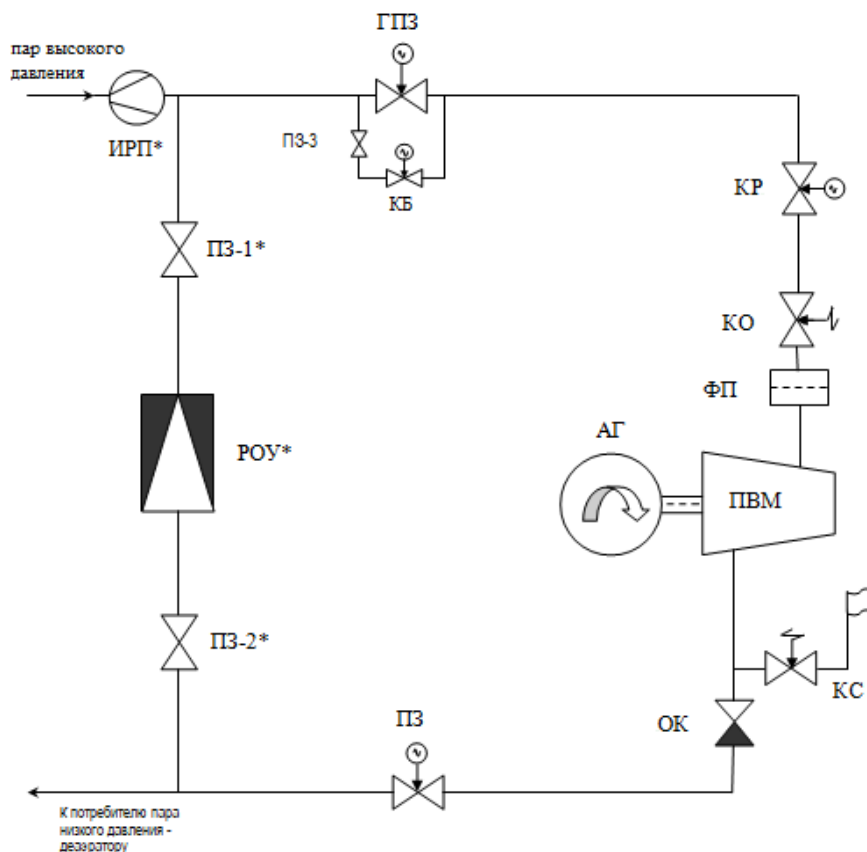 ГПЗ
пар высокого
давления
ИРП*
ПЗ-3
КБ
КР
ПЗ-1*
КО
ФП
АГ
РОУ*
ПВМ
ПЗ-2*
КС
ПЗ
ОК
К потребителю пара
низкого давления -
деаэратору